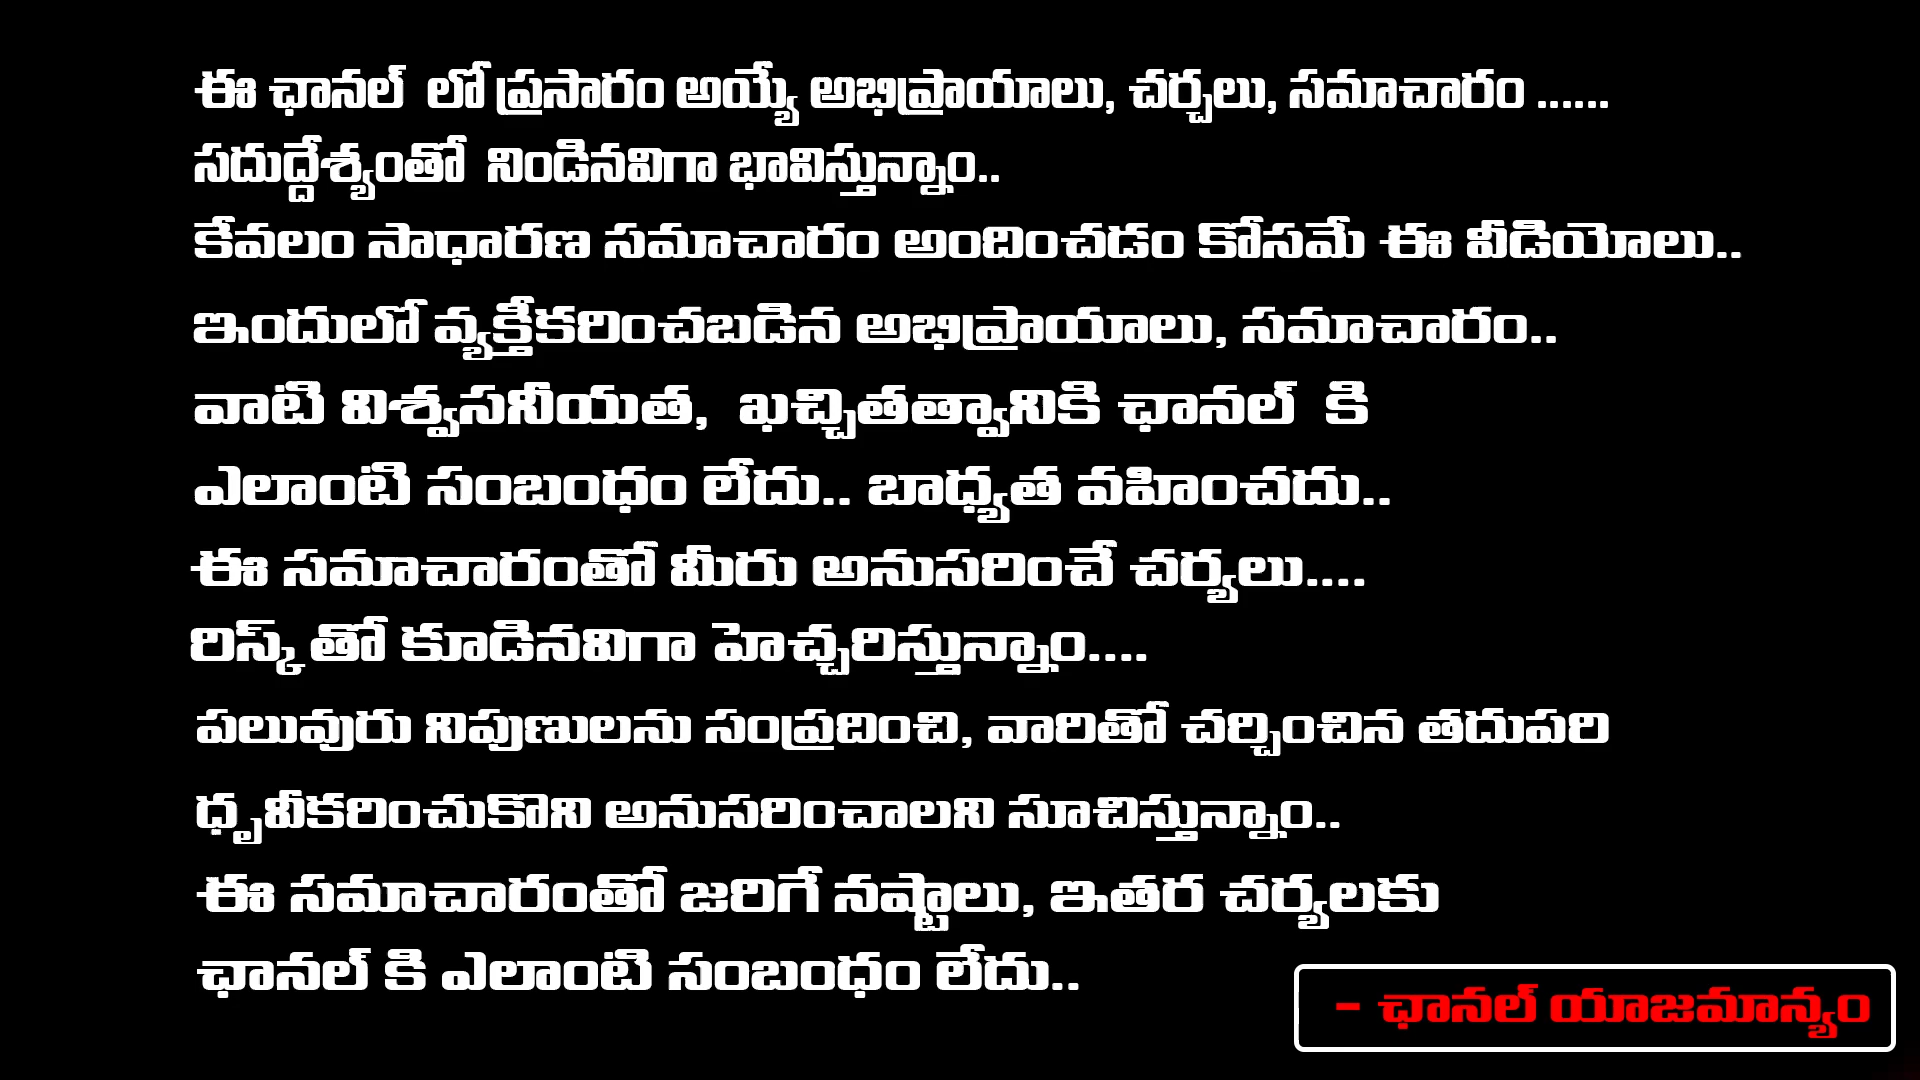 ఈ ఛానల్ లో ప్రసారం అయ్యే అభిప్రాయాలు, చర్చలు, సమాచారం ......
సదుద్దేశ్యంతో నిండినవిగా భావిస్తున్నాం..
కేవలం సాధారణ సమాచారం అందించడం కోసమే ఈ వీడియోలు..
ఇందులో వ్యక్తీకరించబడిన అభిప్రాయాలు, సమాచారం..
వాటి విశ్వసనీయత, ఖచ్చితత్వానికి ఛానల్ కి
ఎలాంటి సంబంధం లేదు.. బాధ్యత వహించదు..
ఈ సమాచారంతో మీరు అనుసరించే చర్యలు....
రిస్క్ తో కూడినవిగా హెచ్చరిస్తున్నాం....
పలువురు నిపుణులను సంప్రదించి, వారితో చర్చించిన తదుపరి
ధృవీకరించుకొని అనుసరించాలని సూచిస్తున్నాం..
ఈ సమాచారంతో జరిగే నష్టాలు, ఇతర చర్యలకు
ఛానల్ కి ఎలాంటి సంబంధం లేదు..
- ఛానల్ యాజమాన్యం